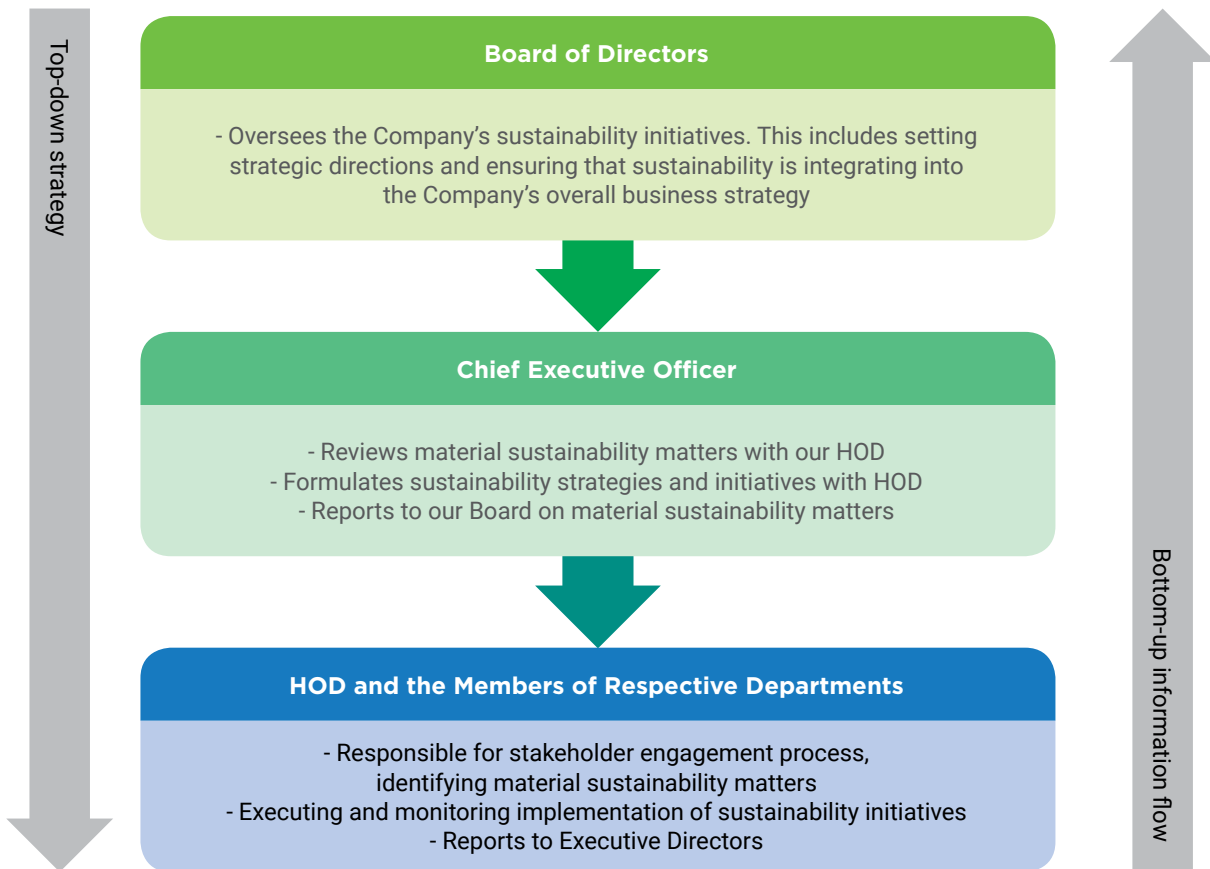 Top-down strategy
Board of Directors
- Oversees the Company’s sustainability initiatives. This includes setting
strategic directions and ensuring that sustainability is integrating into
the Company’s overall business strategy
Chief Executive Officer
- Reviews material sustainability matters with our HOD
- Formulates sustainability strategies and initiatives with HOD
- Reports to our Board on material sustainability matters
HOD and the Members of Respective Departments
- Responsible for stakeholder engagement process,
identifying material sustainability matters
- Executing and monitoring implementation of sustainability initiatives
- Reports to Executive Directors
Bottom-up information flow